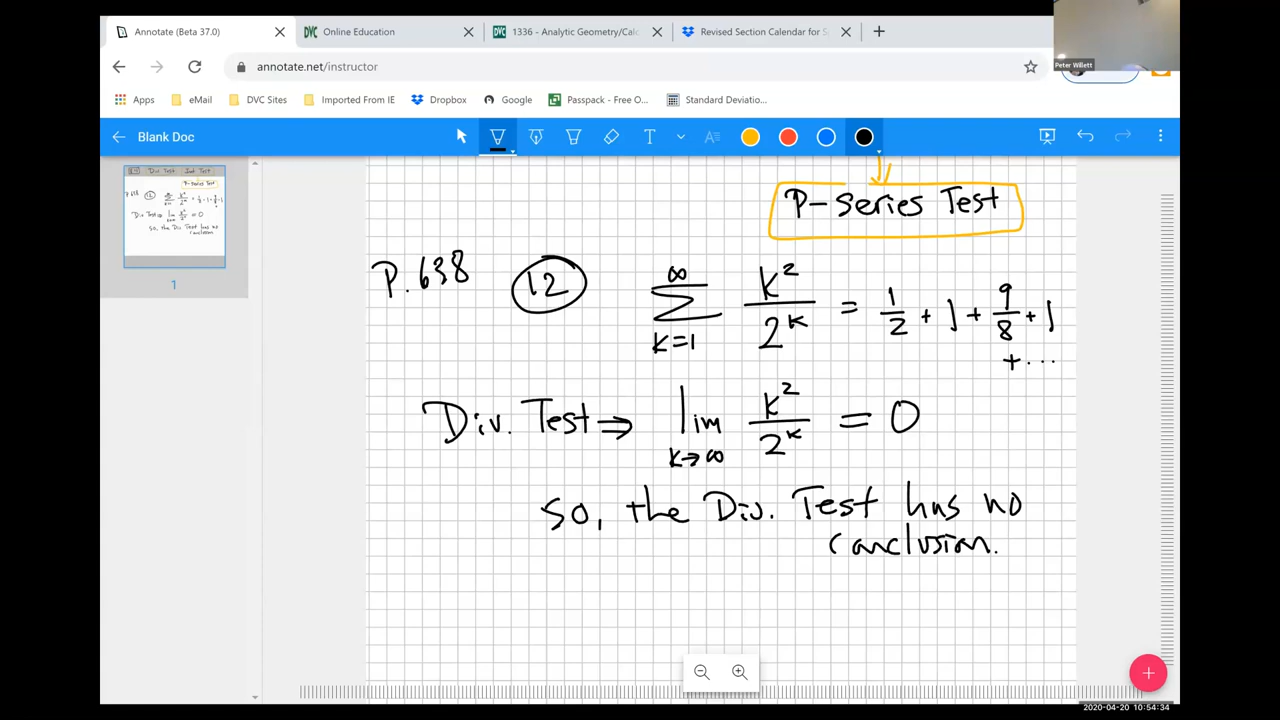 Annotate (Beta 37.0)
Online Education
1336 - Analytic Geometry/Calc
Revised Section Calendar for S
Peter Willett
annotate.net/instructor
Apps
eMail
DVC Sites
Imported From IE
Dropbox
Google
Passpack - Free O...
Standard Deviatio...
Blank Doc
P-series Test
P. 638 (12) ∞ Σ k=1 k²/2^k = 1/2 + 1 + 9/8 + 1
+ ...
Div. Test ⇒ lim k→∞ k²/2^k = 0
so, the Div. Test has no
conclusion.
1
2020-04-20 10:54:34